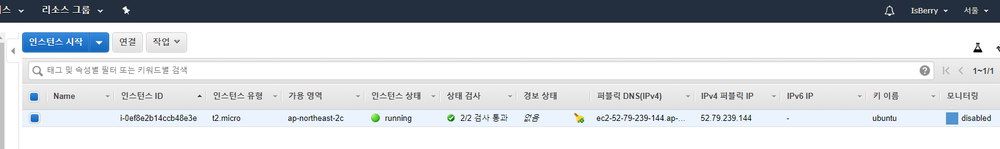 스 리소스 그룹 IsBerry 서울
인스턴스 시작 연결 작업
태그 및 속성별 필터 또는 키워드별 검색 1~1/1
Name 인스턴스 ID 인스턴스 유형 가용 영역 인스턴스 상태 상태 검사 경보 상태 퍼블릭 DNS(IPv4) IPv4 퍼블릭 IP IPv6 IP 키 이름 모니터링
i-0ef8e2b14ccb48e3e t2.micro ap-northeast-2c running 2/2 검사 통과 없음 ec2-52-79-239-144.ap-... 52.79.239.144 - ubuntu disabled